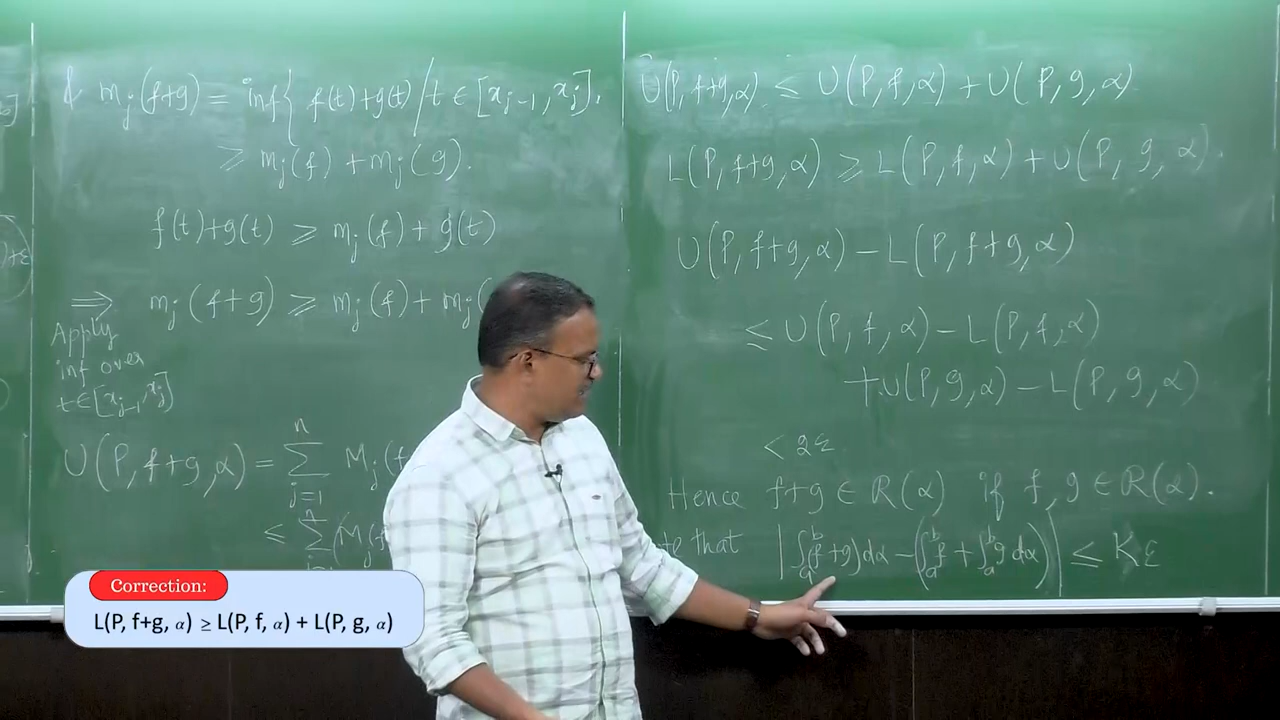 & m_j(f+g) = inf{ f(t)+g(t) / t ∈ [x_{j-1}, x_j],
≥ m_j(f) + m_j(g).
f(t)+g(t) ≥ m_j(f) + g(t)
⟹ m_j(f+g) ≥ m_j(f) + m_j(
Apply
inf over
t∈[x_{j-1}, x_j]
U(P, f+g, α) = Σ_{j=1}^{n} M_j(f
≤ Σ^{n} (M_j(f
U(P, f+g, α) ≤ U(P, f, α) + U(P, g, α)
L(P, f+g, α) ≥ L(P, f, α) + U(P, g, α).
U(P, f+g, α) − L(P, f+g, α)
≤ U(P, f, α) − L(P, f, α)
+ U(P, g, α) − L(P, g, α)
< 2ε
Hence f+g ∈ R(α) if f, g ∈ R(α).
that |∫_a^b (f+g)dα − (∫_a^b f + ∫_a^b g dα)| ≤ Kε
Correction:
L(P, f+g, α) ≥ L(P, f, α) + L(P, g, α)